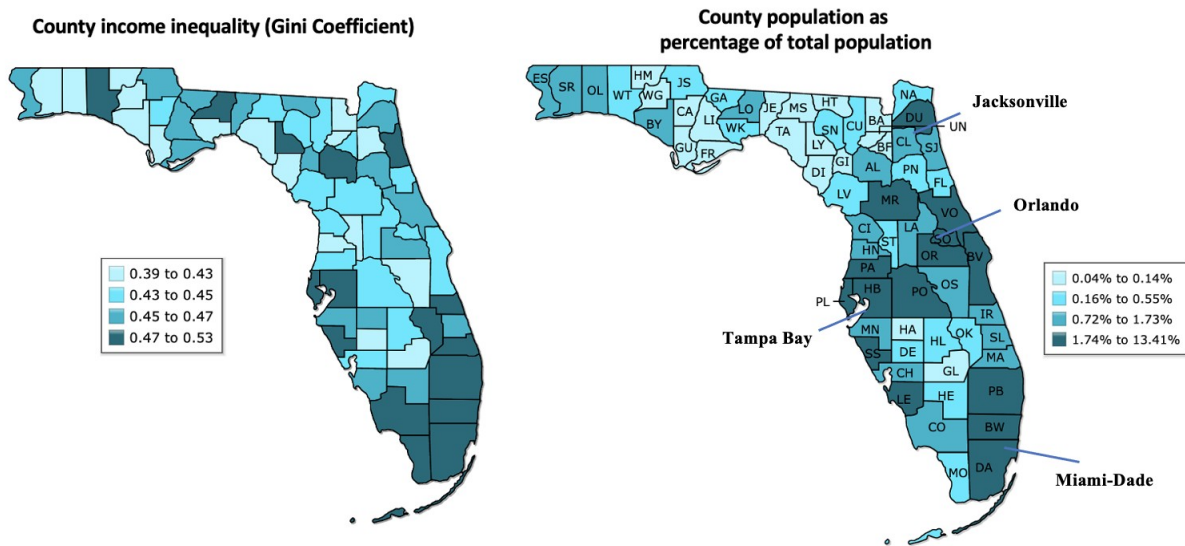 County income inequality (Gini Coefficient)
0.39 to 0.43
0.43 to 0.45
0.45 to 0.47
0.47 to 0.53
County population as
percentage of total population
ES SR OL WT HM JS
WG
BY CA LI GA LO JE MS HT BA NA
GU FR WK TA LY SN CU BF DU UN
Jacksonville
DI GI AL CL SJ
LV PN FL
MR VO
Orlando
CI ST LA SO
HN OR BV
PA
PL HB PO OS
Tampa Bay
MN HA HL OK IR
SS DE SL
CH GL MA
LE HE PB
CO BW
MO DA
Miami-Dade
0.04% to 0.14%
0.16% to 0.55%
0.72% to 1.73%
1.74% to 13.41%